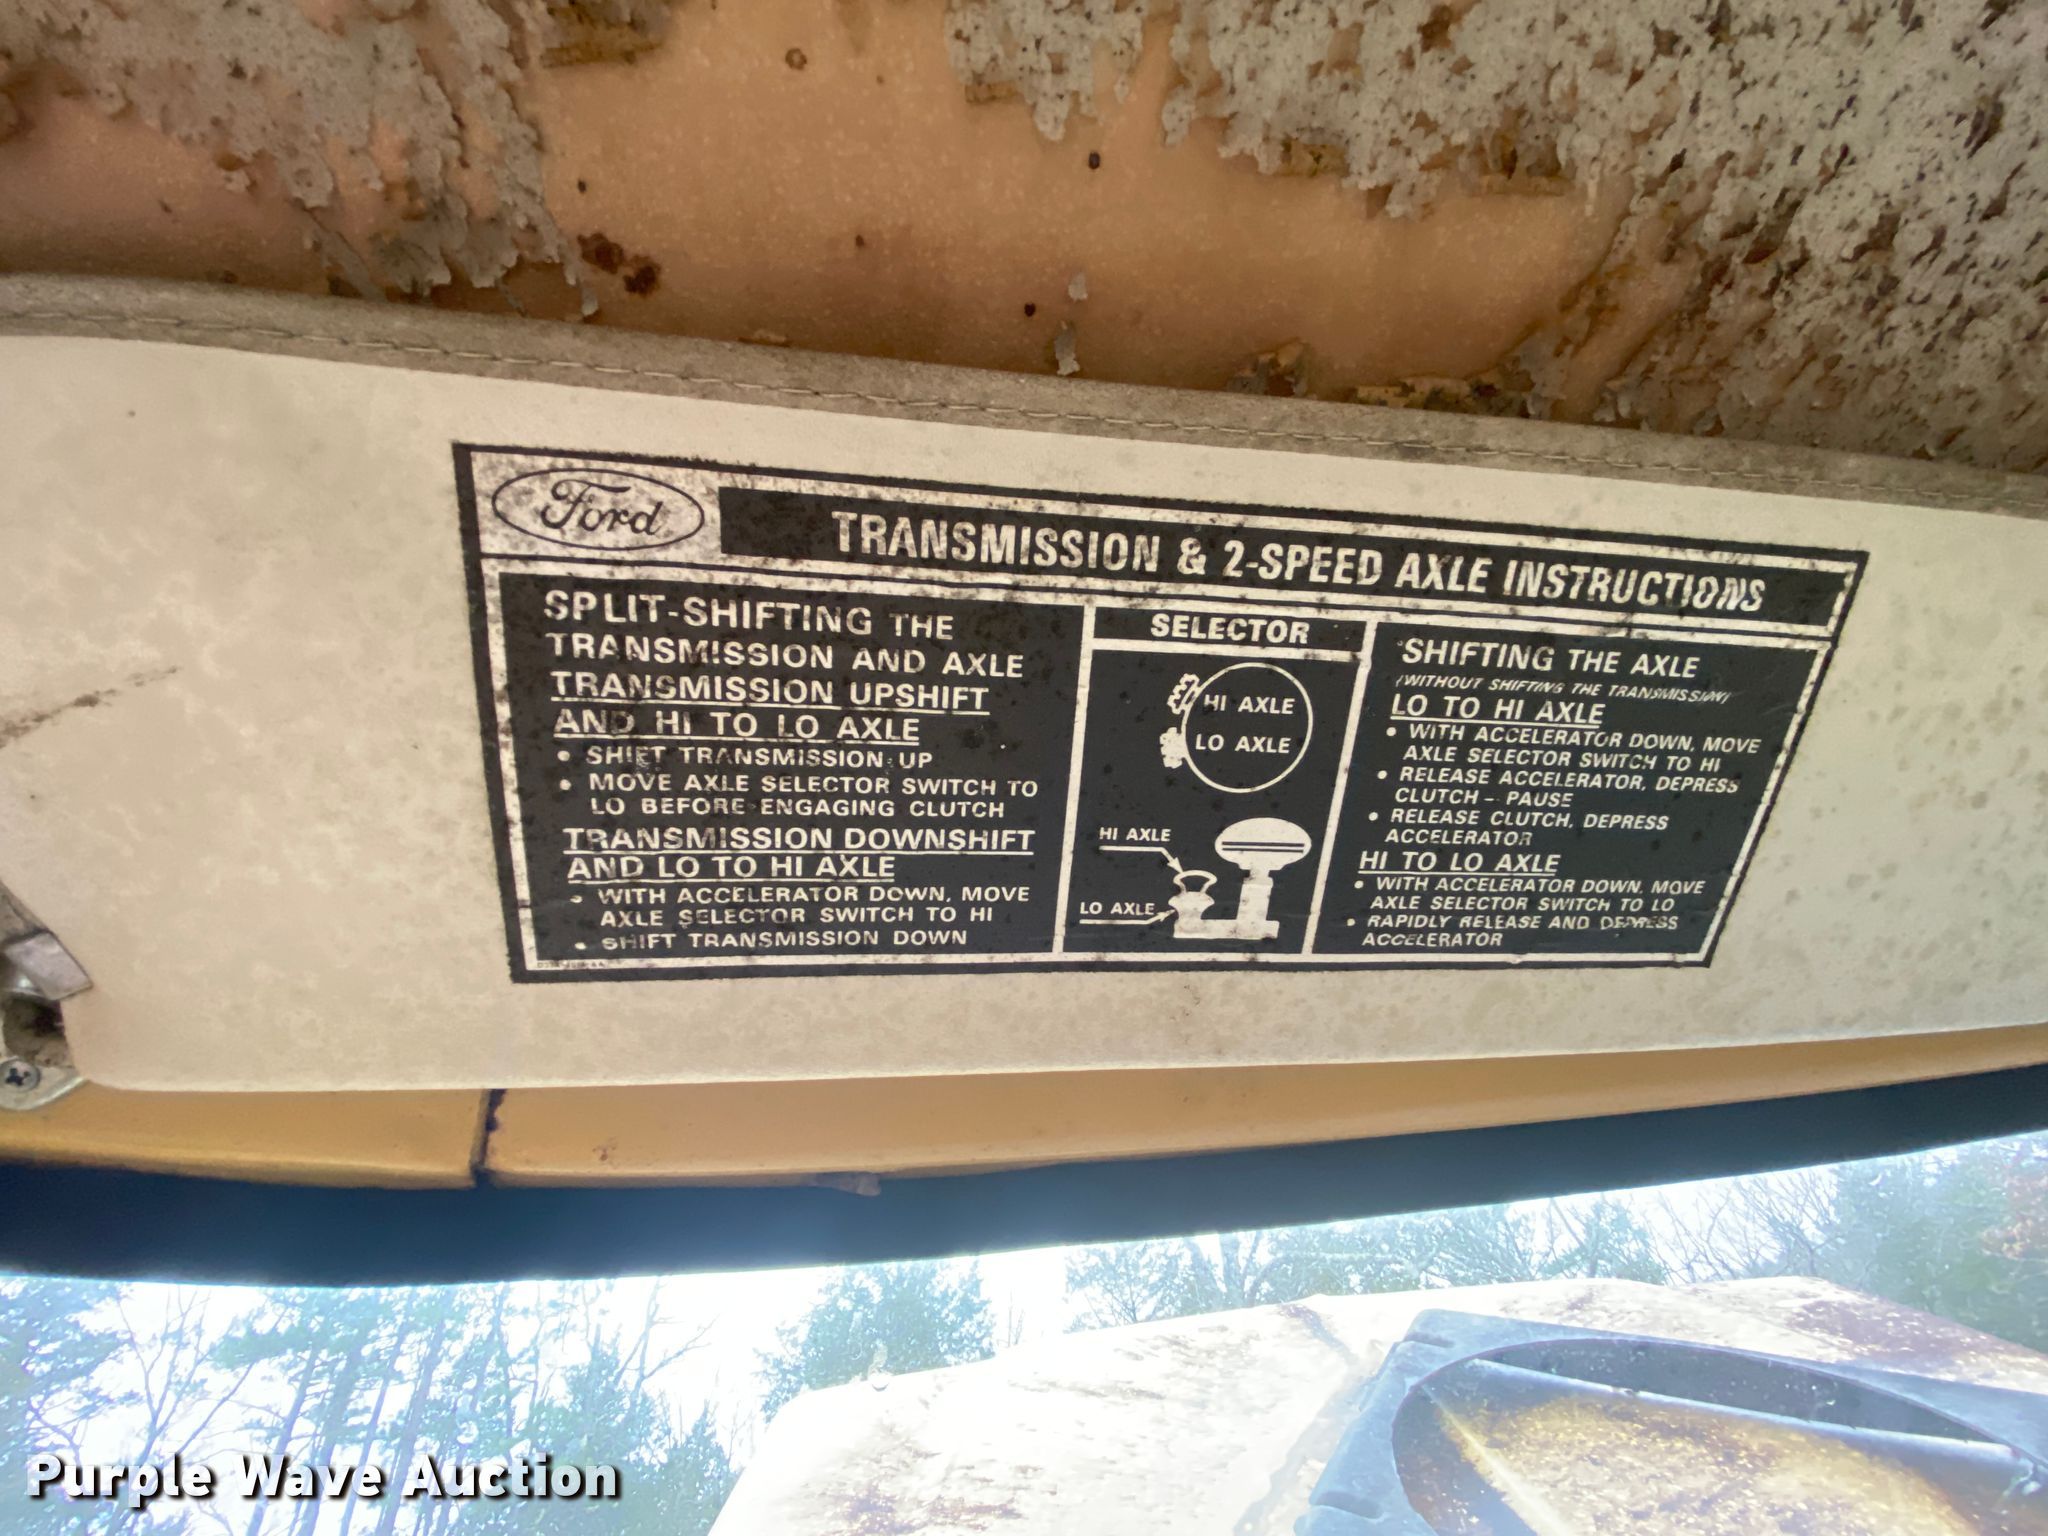 Ford
TRANSMISSION & 2-SPEED AXLE INSTRUCTIONS
SPLIT-SHIFTING THE
TRANSMISSION AND AXLE
TRANSMISSION UPSHIFT
AND HI TO LO AXLE
• SHIFT TRANSMISSION UP
• MOVE AXLE SELECTOR SWITCH TO
LO BEFORE ENGAGING CLUTCH
TRANSMISSION DOWNSHIFT
AND LO TO HI AXLE
• WITH ACCELERATOR DOWN, MOVE
AXLE SELECTOR SWITCH TO HI
• SHIFT TRANSMISSION DOWN
SELECTOR
HI AXLE
LO AXLE
HI AXLE
LO AXLE
SHIFTING THE AXLE
(WITHOUT SHIFTING THE TRANSMISSION)
LO TO HI AXLE
• WITH ACCELERATOR DOWN, MOVE
AXLE SELECTOR SWITCH TO HI
• RELEASE ACCELERATOR, DEPRESS
CLUTCH – PAUSE
• RELEASE CLUTCH, DEPRESS
ACCELERATOR
HI TO LO AXLE
• WITH ACCELERATOR DOWN, MOVE
AXLE SELECTOR SWITCH TO LO
• RAPIDLY RELEASE AND DEPRESS
ACCELERATOR
Purple Wave Auction